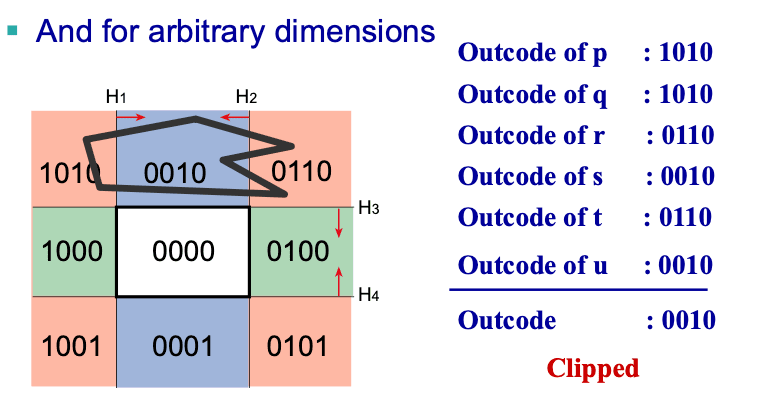 And for arbitrary dimensions
H1 H2
1010 0010 0110
H3
1000 0000 0100
H4
1001 0001 0101
Outcode of p : 1010
Outcode of q : 1010
Outcode of r : 0110
Outcode of s : 0010
Outcode of t : 0110
Outcode of u : 0010
Outcode : 0010
Clipped